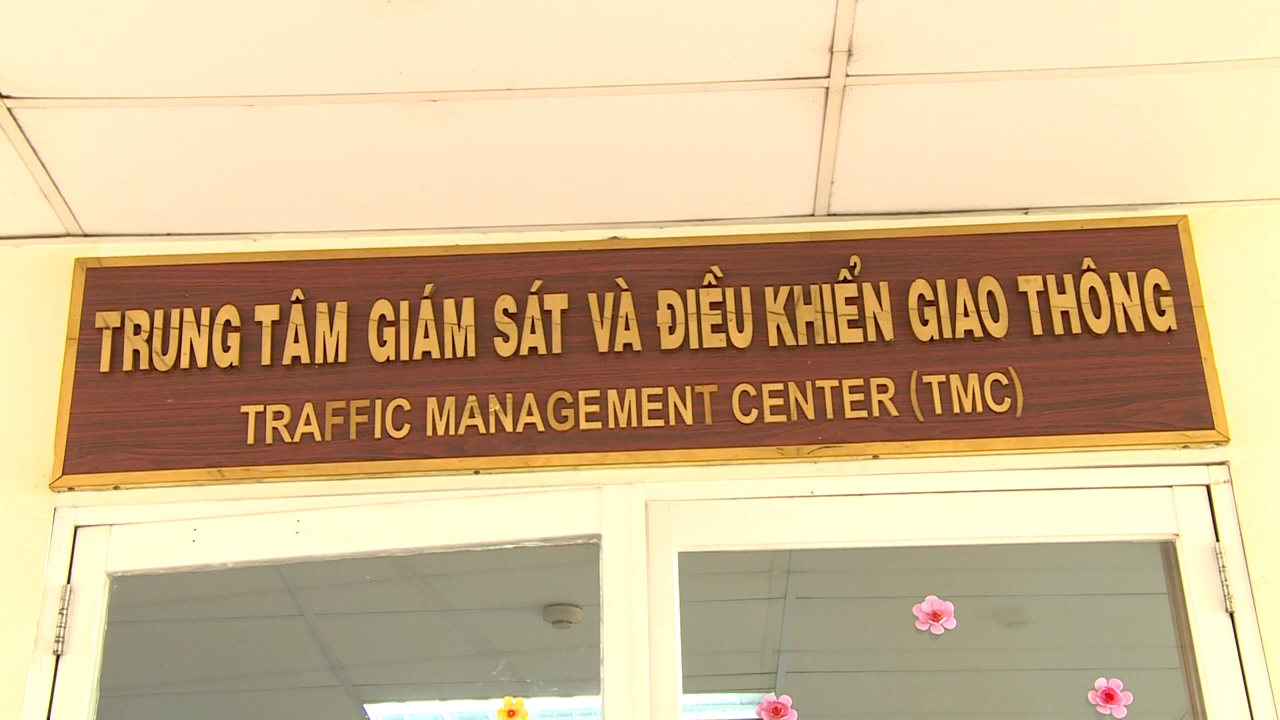 TRUNG TÂM GIÁM SÁT VÀ ĐIỀU KHIỂN GIAO THÔNG
TRAFFIC MANAGEMENT CENTER (TMC)